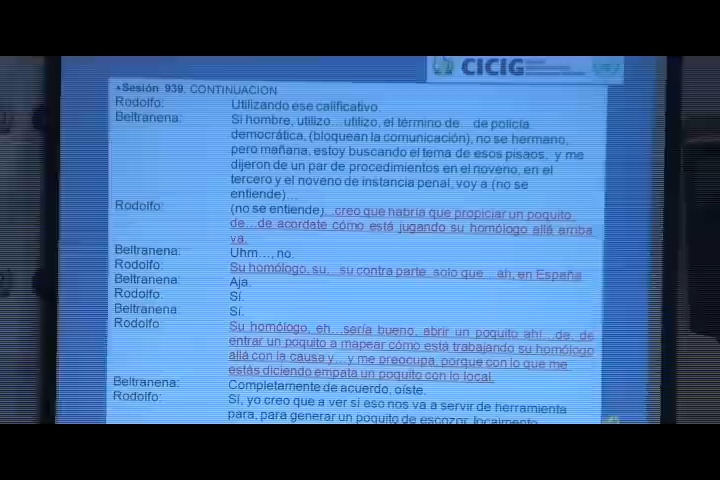 CICIG
*Sesión 939. CONTINUACION
Rodolfo: Utilizando ese calificativo.
Beltranena: Si hombre, utilizo... utilizo, el término de... de policía
democrática, (bloquean la comunicación), no se hermano,
pero mañana, estoy buscando el tema de esos pisaos, y me
dijeron de un par de procedimientos en el noveno, en el
tercero y el noveno de instancia penal, voy a (no se
entiende)...
Rodolfo: (no se entiende)...creo que habría que propiciar un poquito
de...de acordate cómo está jugando su homólogo allá arriba
va.
Beltranena: Uhm..., no.
Rodolfo: Su homólogo, su...su contra parte, solo que... ah, en España
Beltranena: Aja.
Rodolfo: Sí.
Beltranena: Sí.
Rodolfo: Su homólogo, eh...sería bueno, abrir un poquito ahí...de, de
entrar un poquito a mapear cómo está trabajando su homólogo
allá con la causa y...y me preocupa, porque con lo que me
estás diciendo empata un poquito con lo local.
Beltranena: Completamente de acuerdo, oíste.
Rodolfo: Sí, yo creo que a ver si eso nos va a servir de herramienta
para, para generar un poquito de escozor, localmente